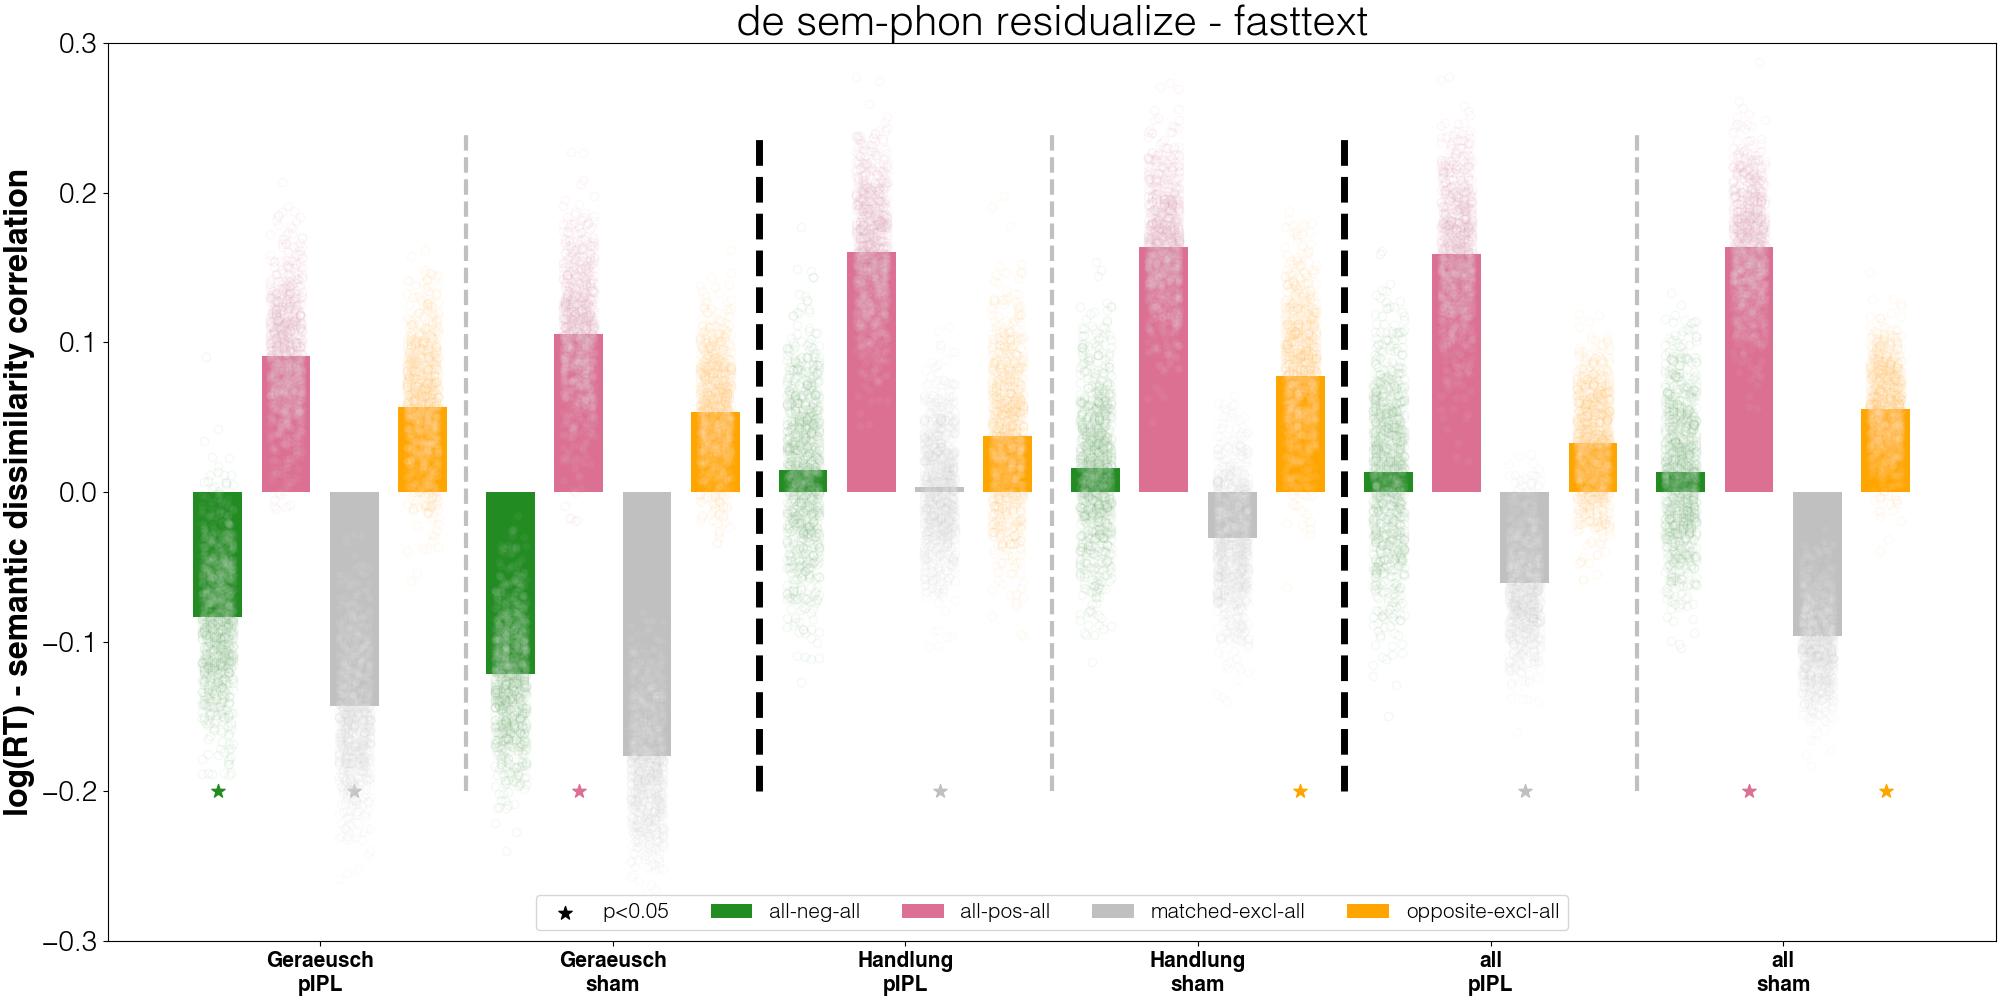 de sem-phon residualize - fasttext
log(RT) - semantic dissimilarity correlation
0.3
0.2
0.1
0.0
−0.1
−0.2
−0.3
p<0.05
all-neg-all
all-pos-all
matched-excl-all
opposite-excl-all
Geraeusch
pIPL
Geraeusch
sham
Handlung
pIPL
Handlung
sham
all
pIPL
all
sham